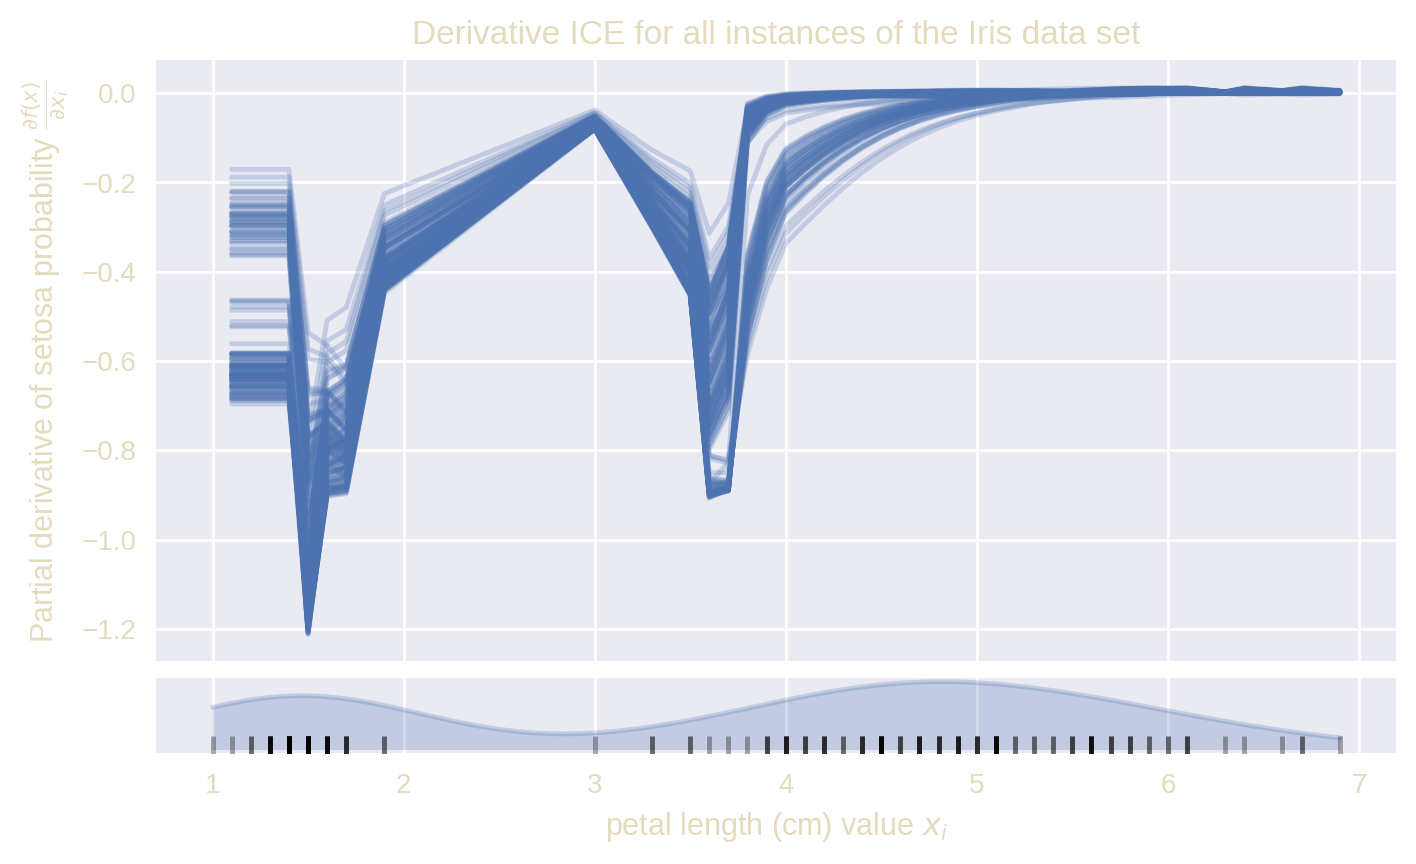 Derivative ICE for all instances of the Iris data set
Partial derivative of setosa probability ∂f(x)/∂xᵢ
0.0
−0.2
−0.4
−0.6
−0.8
−1.0
−1.2
1 2 3 4 5 6 7
petal length (cm) value xᵢ